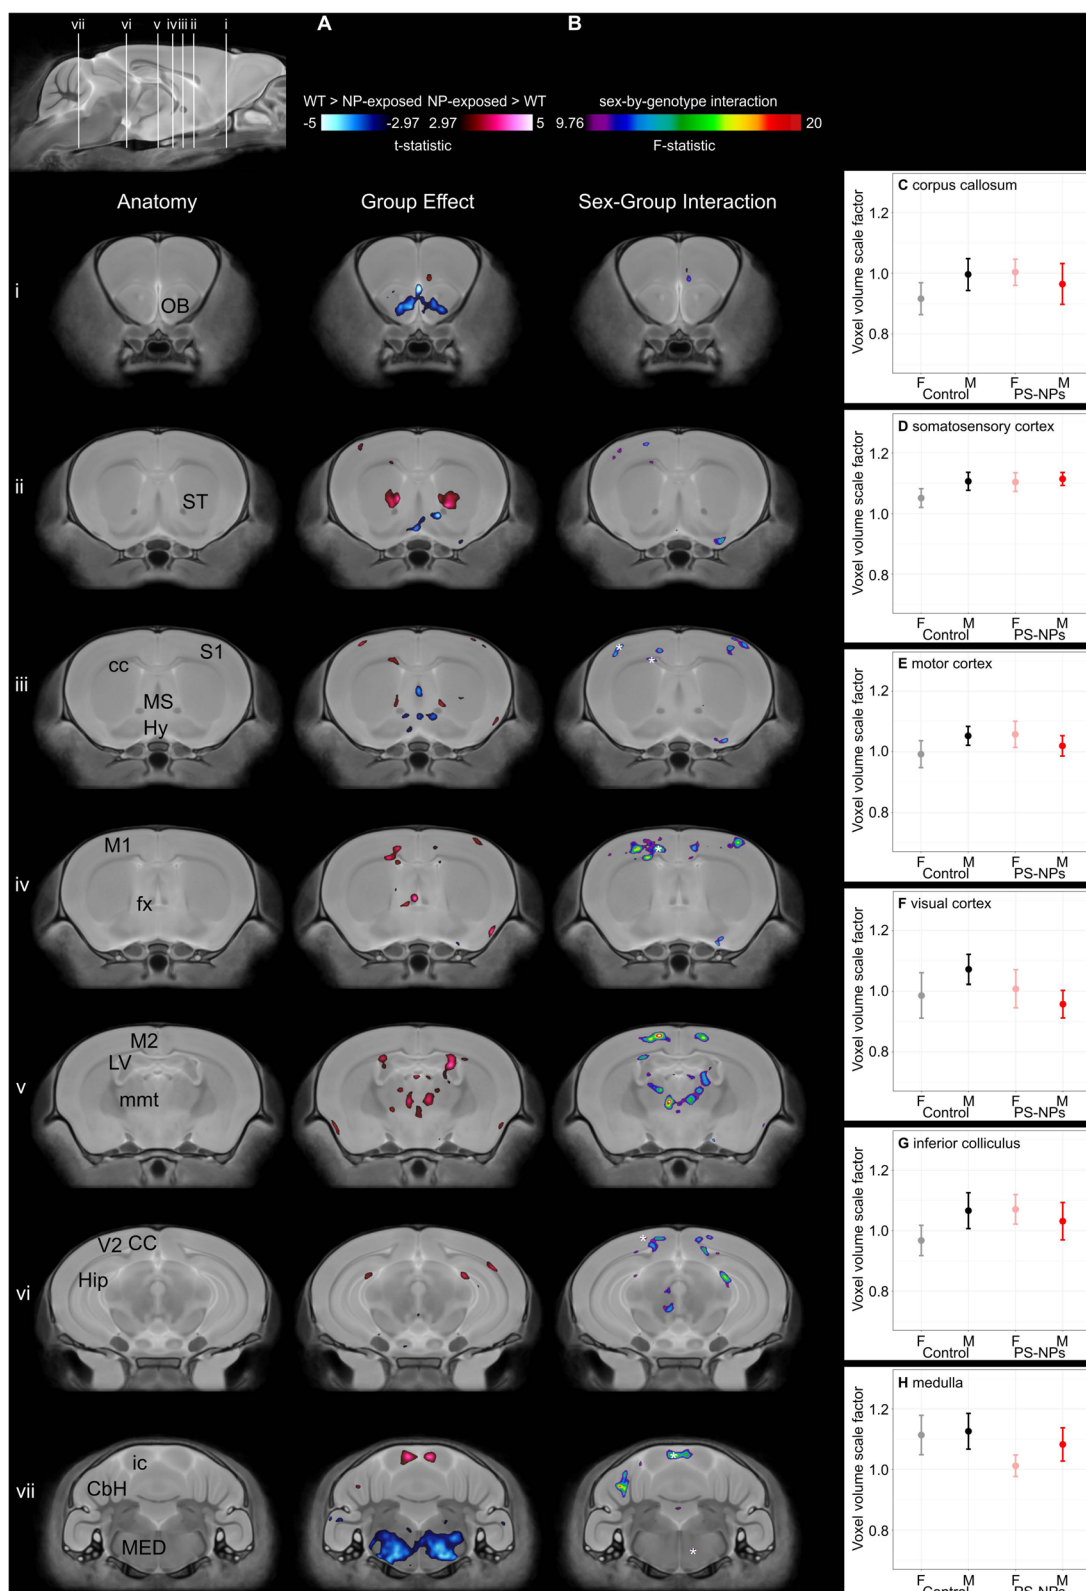 vii vi v iv iii ii i
A
B
WT > NP-exposed NP-exposed > WT
-5 -2.97 2.97 5
t-statistic
sex-by-genotype interaction
9.76 20
F-statistic
Anatomy
Group Effect
Sex-Group Interaction
i
OB
ii
ST
iii
cc
S1
MS
Hy
iv
M1
fx
v
M2
LV
mmt
vi
V2 CC
Hip
vii
ic
CbH
MED
*
*
*
*
*
*
C corpus callosum
Voxel volume scale factor
1.2
1.0
0.8
F M F M
Control PS-NPs
D somatosensory cortex
Voxel volume scale factor
1.2
1.0
0.8
F M F M
Control PS-NPs
E motor cortex
Voxel volume scale factor
1.2
1.0
0.8
F M F M
Control PS-NPs
F visual cortex
Voxel volume scale factor
1.2
1.0
0.8
F M F M
Control PS-NPs
G inferior colliculus
Voxel volume scale factor
1.2
1.0
0.8
F M F M
Control PS-NPs
H medulla
Voxel volume scale factor
1.2
1.0
0.8
F M F M
Control PS-NPs